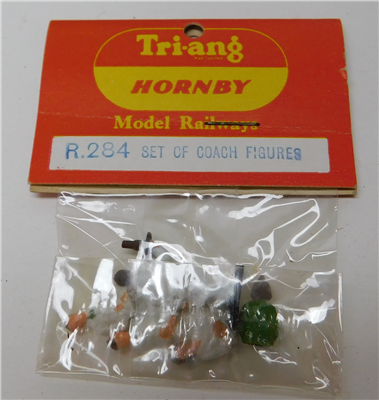 Tri-ang
HORNBY
Model Railways
R.284 SET OF COACH FIGURES